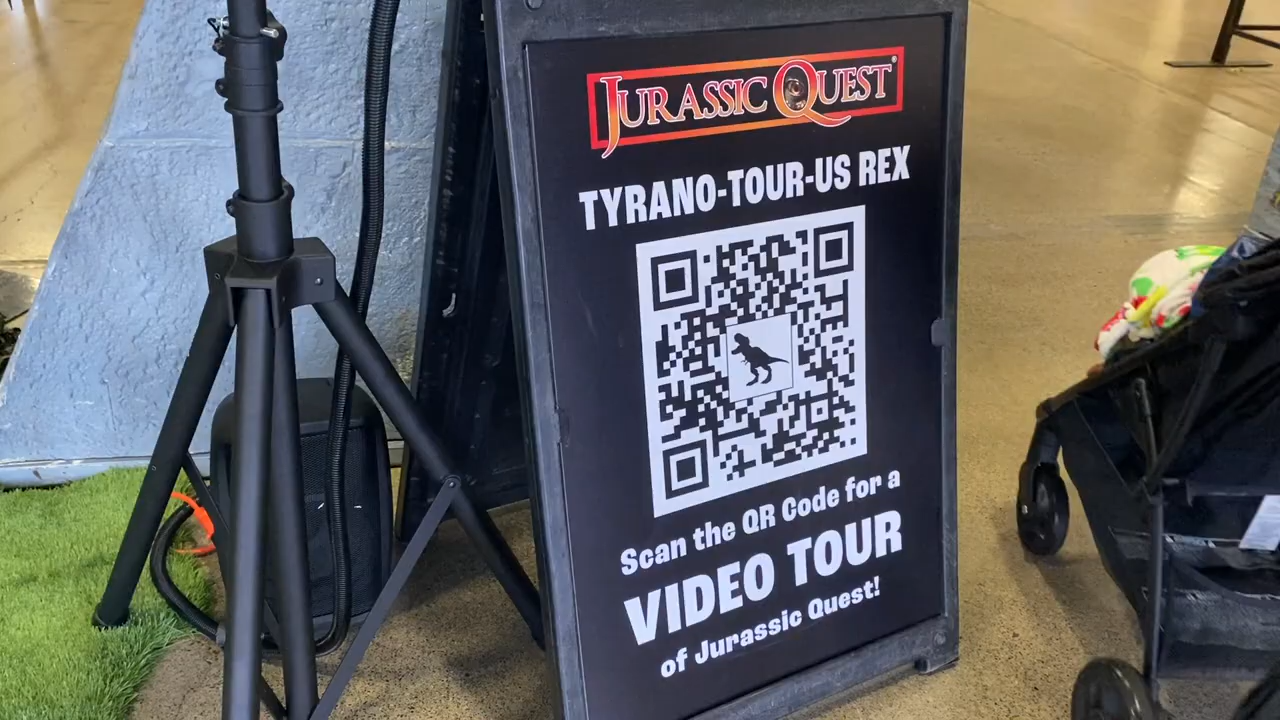 JURASSIC QUEST®
TYRANO-TOUR-US REX
Scan the QR Code for a
VIDEO TOUR
of Jurassic Quest!